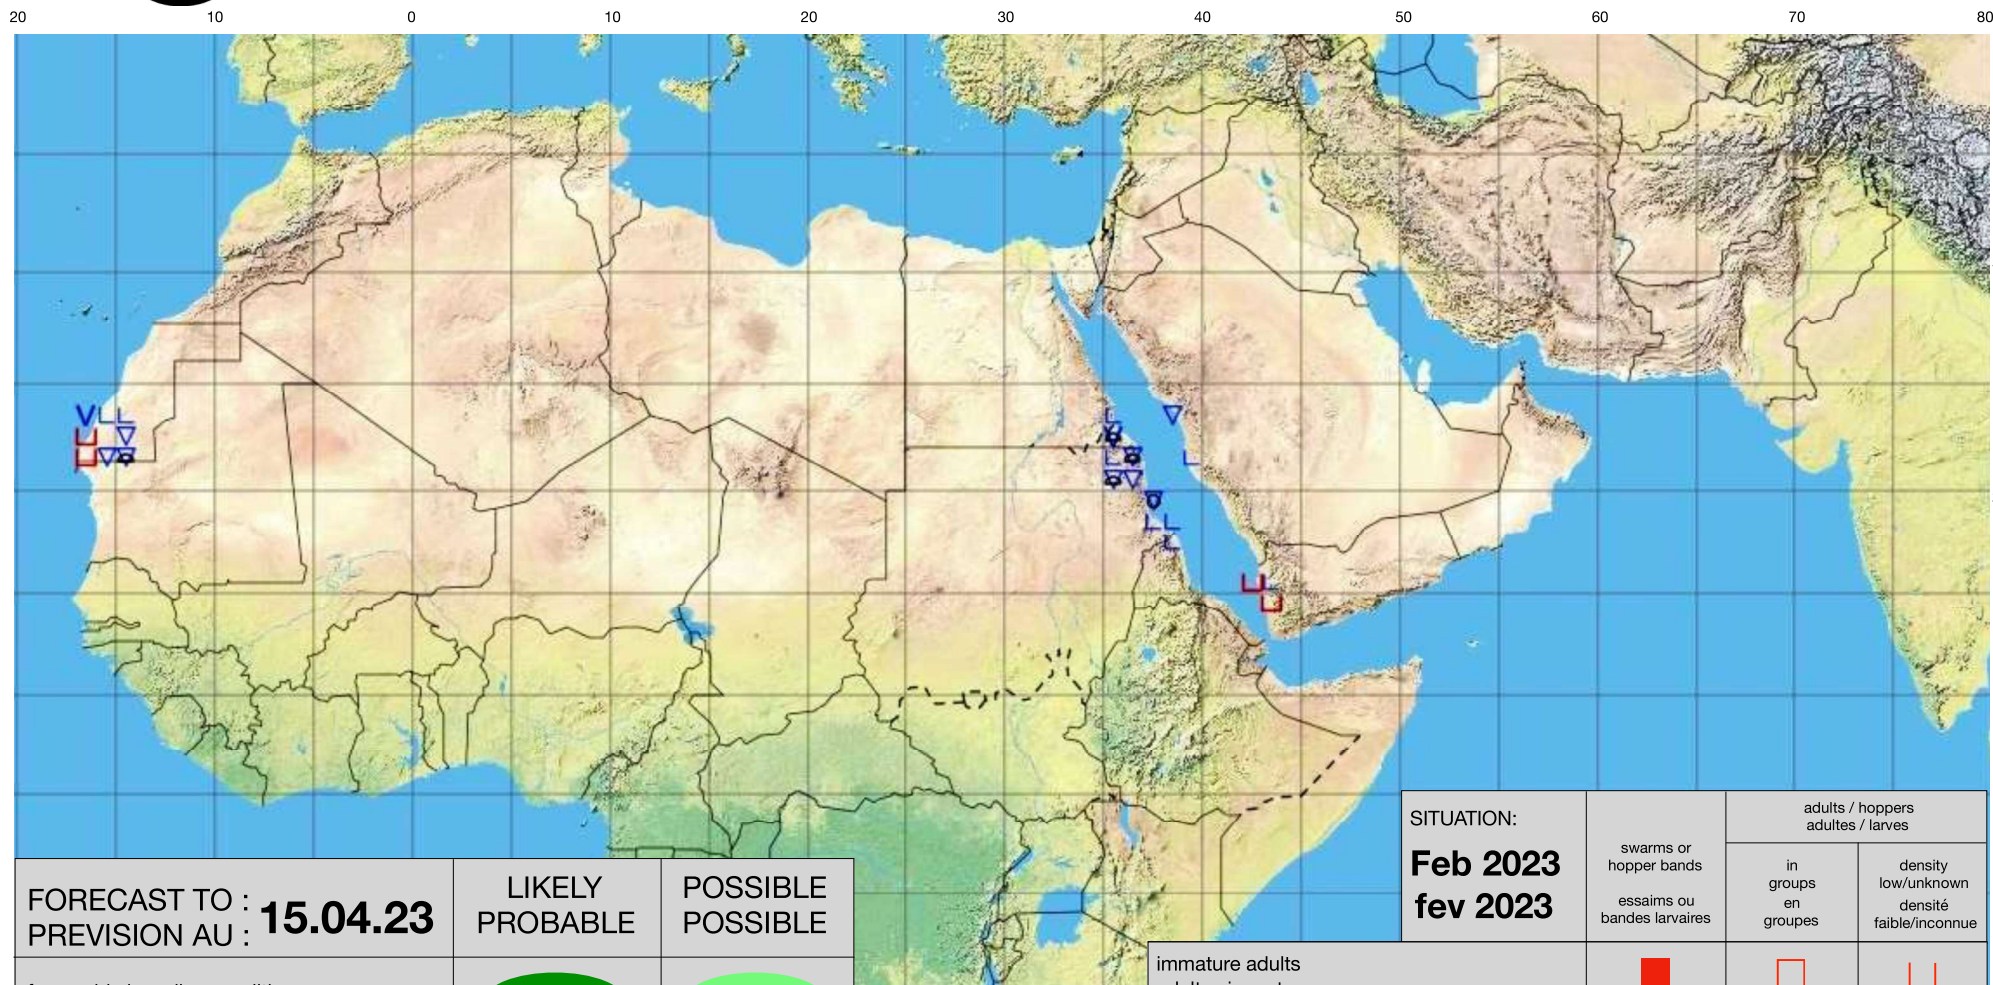 20 10 0 10 20 30 40 50 60 70 80
SITUATION:
Feb 2023
fev 2023
swarms or
hopper bands
essaims ou
bandes larvaires
adults / hoppers
adultes / larves
in
groups
en
groupes
density
low/unknown
densité
faible/inconnue
FORECAST TO :
PREVISION AU :
15.04.23
LIKELY
PROBABLE
POSSIBLE
POSSIBLE
immature adults